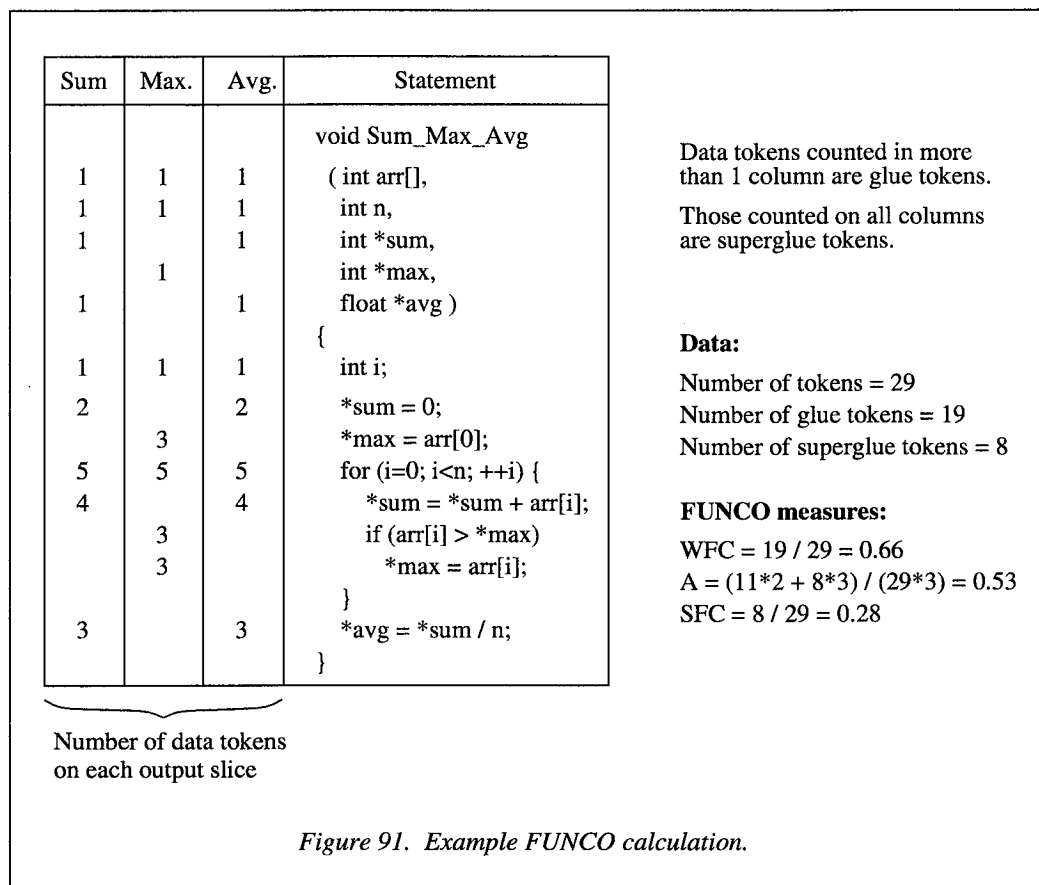 Sum Max. Avg. Statement
void Sum_Max_Avg
1 1 1 ( int arr[],
1 1 1 int n,
1 1 int *sum,
1 int *max,
1 1 float *avg )
{
1 1 1 int i;
2 2 *sum = 0;
3 *max = arr[0];
5 5 5 for (i=0; i<n; ++i) {
4 4 *sum = *sum + arr[i];
3 if (arr[i] > *max)
3 *max = arr[i];
}
3 3 *avg = *sum / n;
}
Number of data tokens
on each output slice
Data tokens counted in more
than 1 column are glue tokens.
Those counted on all columns
are superglue tokens.
Data:
Number of tokens = 29
Number of glue tokens = 19
Number of superglue tokens = 8
FUNCO measures:
WFC = 19 / 29 = 0.66
A = (11*2 + 8*3) / (29*3) = 0.53
SFC = 8 / 29 = 0.28
Figure 91. Example FUNCO calculation.